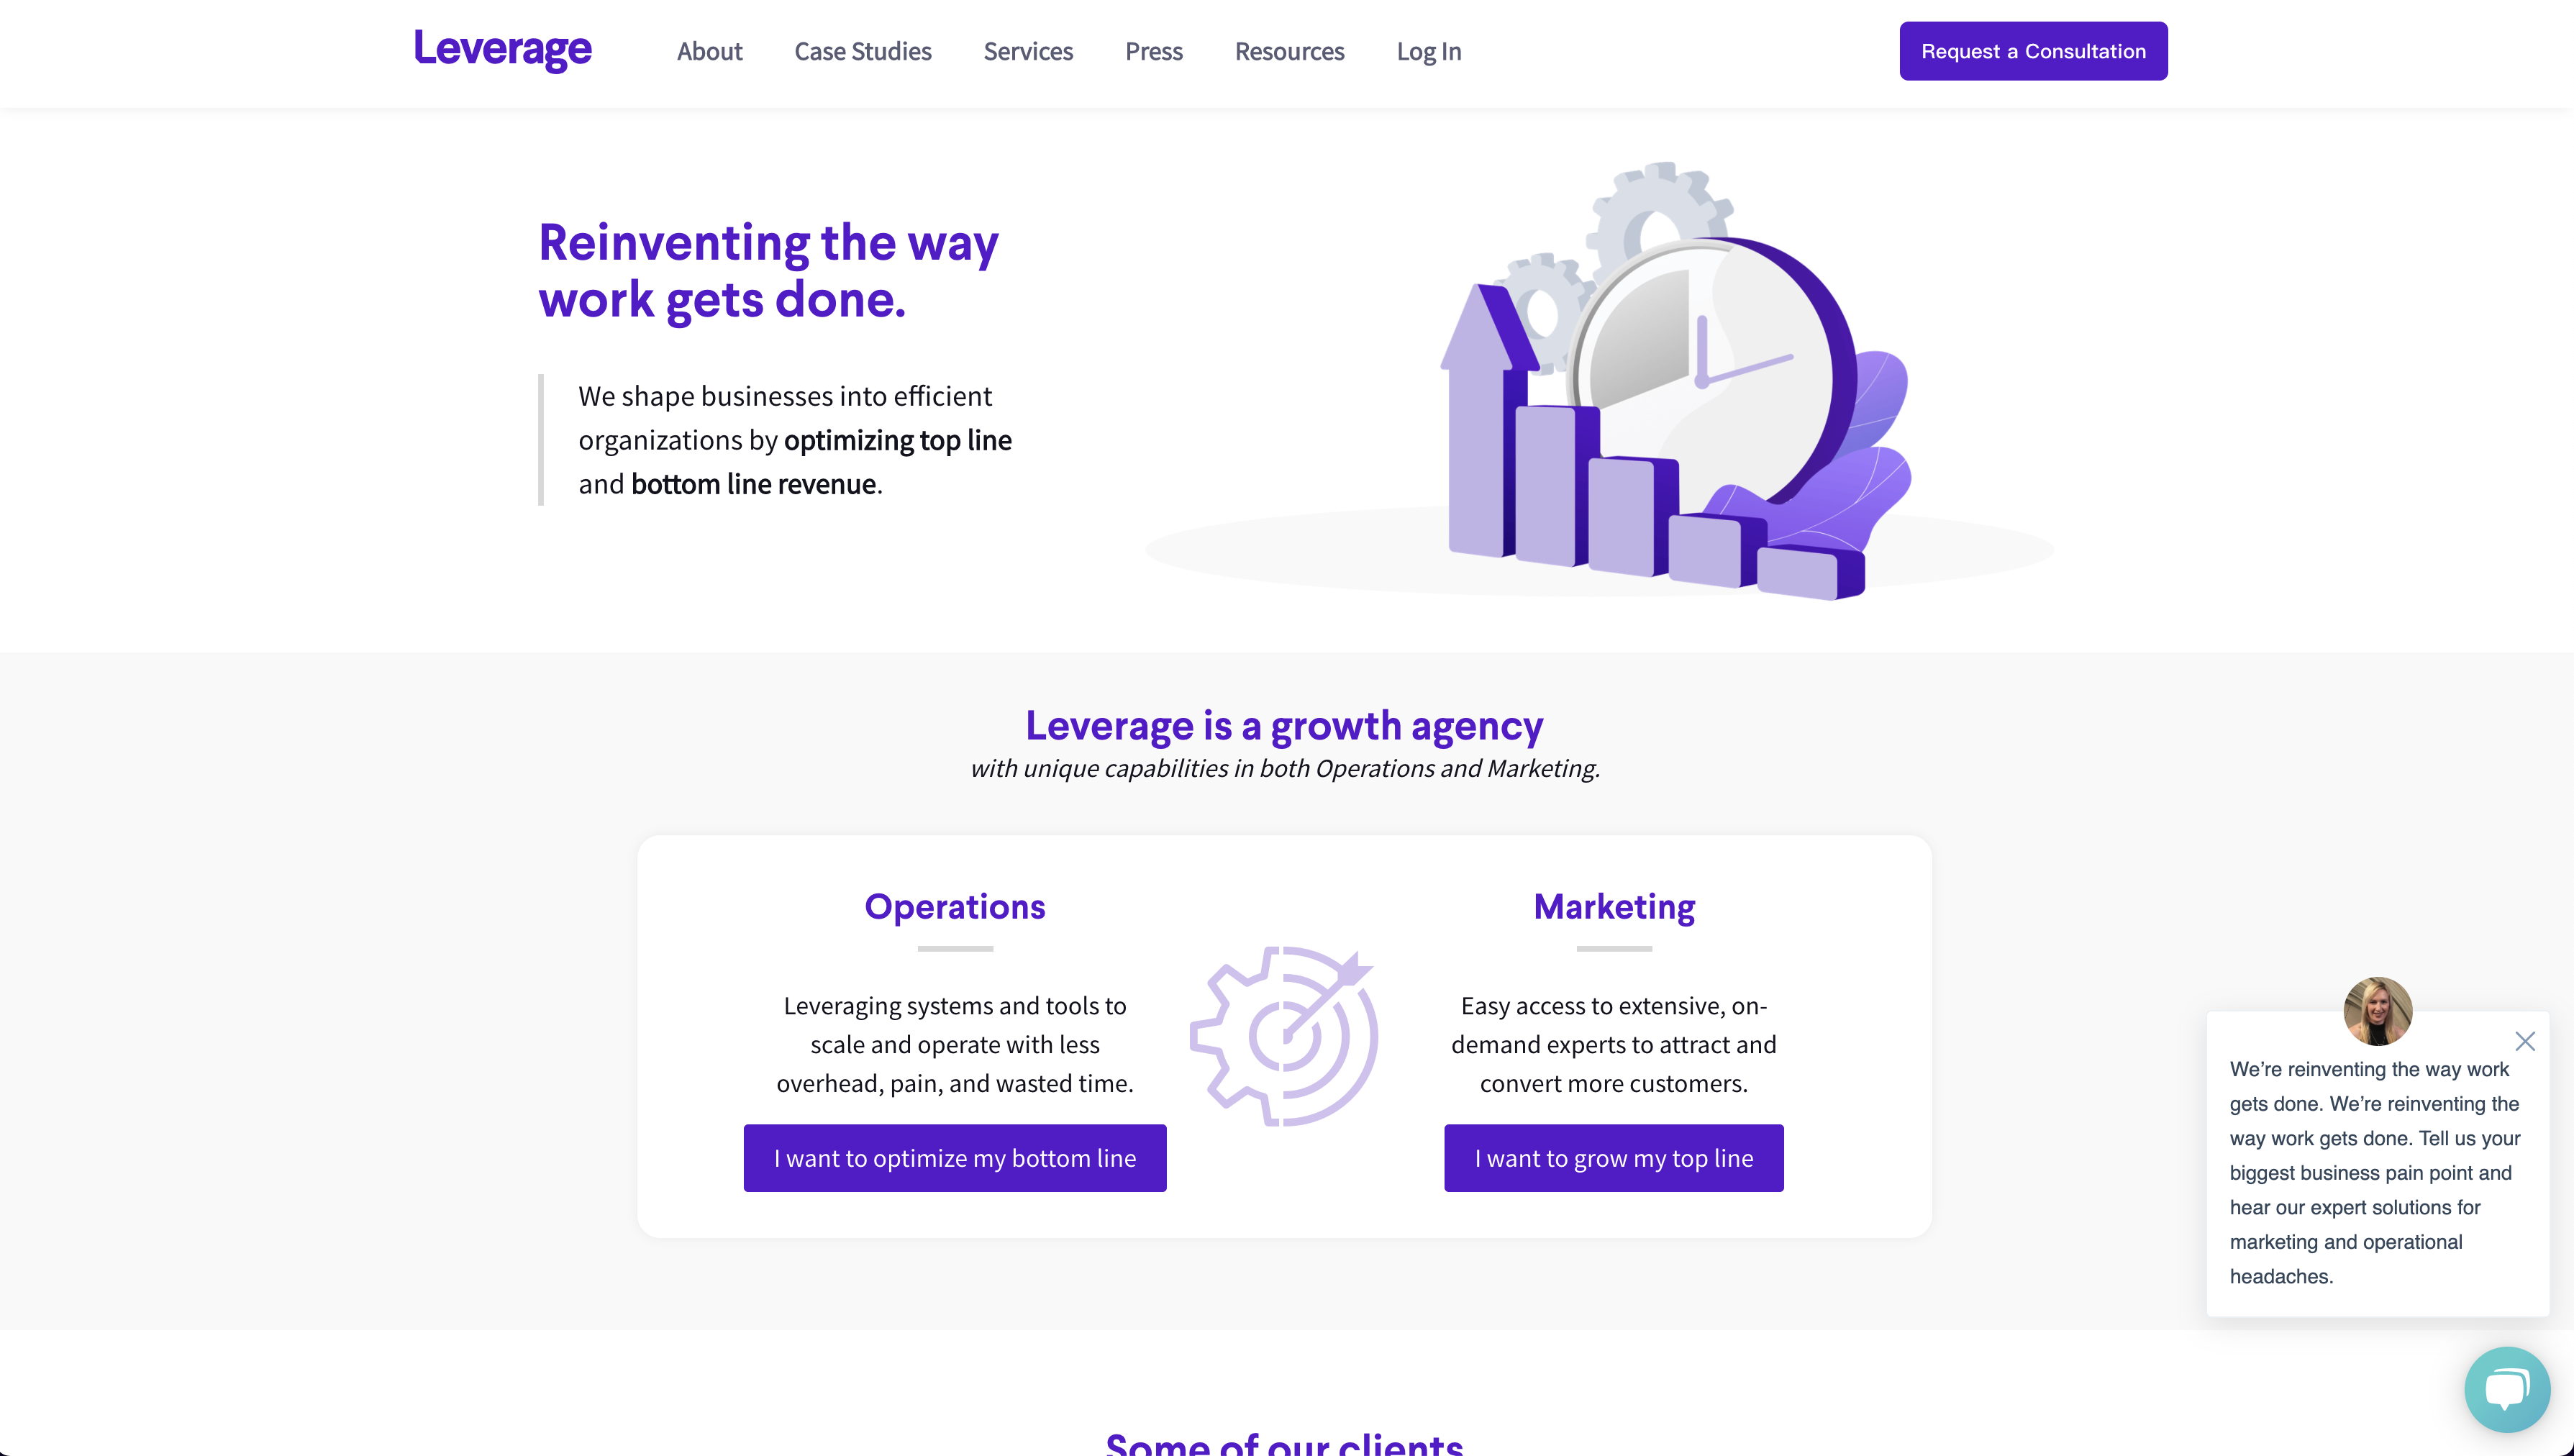 Leverage
About
Case Studies
Services
Press
Resources
Log In
Request a Consultation
Reinventing the way
work gets done.
We shape businesses into efficient
organizations by optimizing top line
and bottom line revenue.
Leverage is a growth agency
with unique capabilities in both Operations and Marketing.
Operations
Leveraging systems and tools to
scale and operate with less
overhead, pain, and wasted time.
I want to optimize my bottom line
Marketing
Easy access to extensive, on-
demand experts to attract and
convert more customers.
I want to grow my top line
We’re reinventing the way work
gets done. We’re reinventing the
way work gets done. Tell us your
biggest business pain point and
hear our expert solutions for
marketing and operational
headaches.
Some of our clients